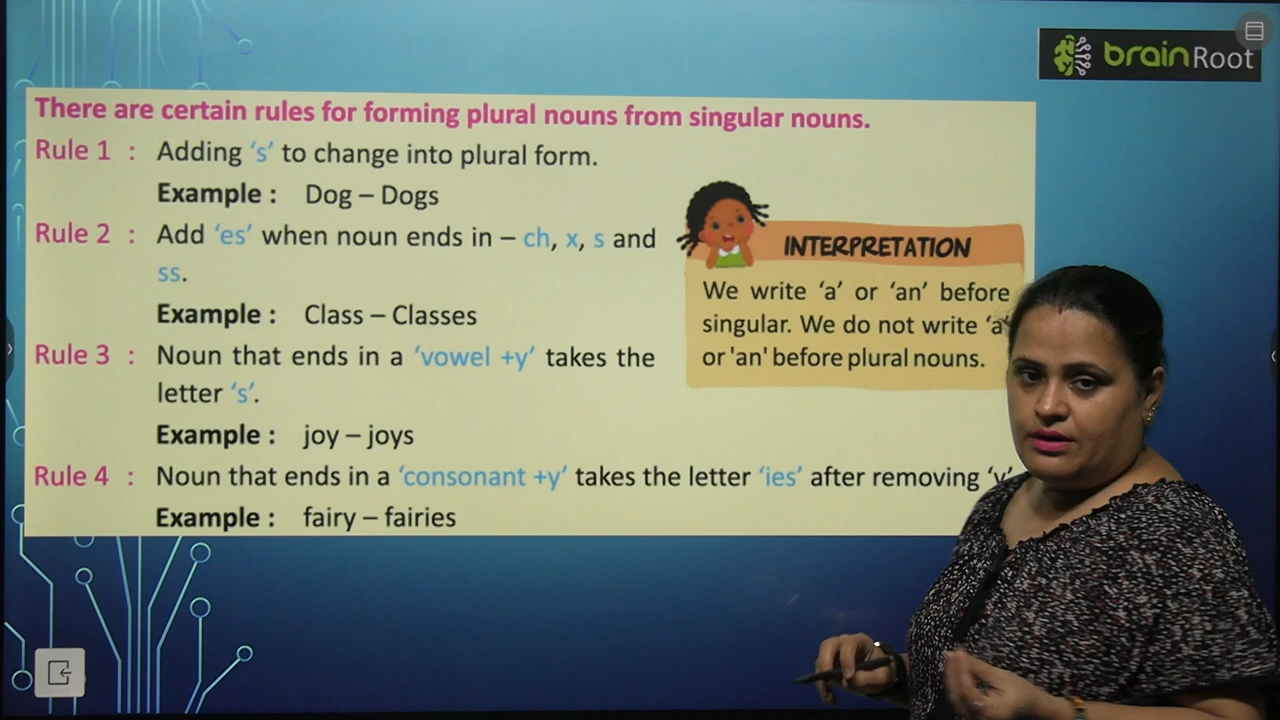 brainRoot
There are certain rules for forming plural nouns from singular nouns.
Rule 1 : Adding ‘s’ to change into plural form.
Example : Dog – Dogs
Rule 2 : Add ‘es’ when noun ends in – ch, x, s and
ss.
Example : Class – Classes
Rule 3 : Noun that ends in a ‘vowel +y’ takes the
letter ‘s’.
Example : joy – joys
Rule 4 : Noun that ends in a ‘consonant +y’ takes the letter ‘ies’ after removing ‘y’
Example : fairy – fairies
INTERPRETATION
We write ‘a’ or ‘an’ before
singular. We do not write ‘a’
or 'an' before plural nouns.